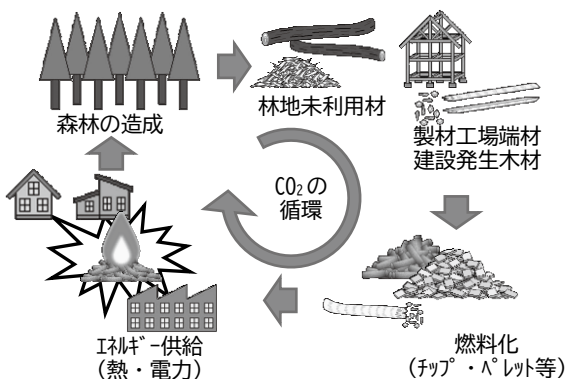 森林の造成
林地未利用材
製材工場端材
建設発生木材
CO₂の
循環
燃料化
（ﾁｯﾌﾟ・ﾍﾟﾚｯﾄ等）
ｴﾈﾙｷﾞｰ供給
（熱・電力）